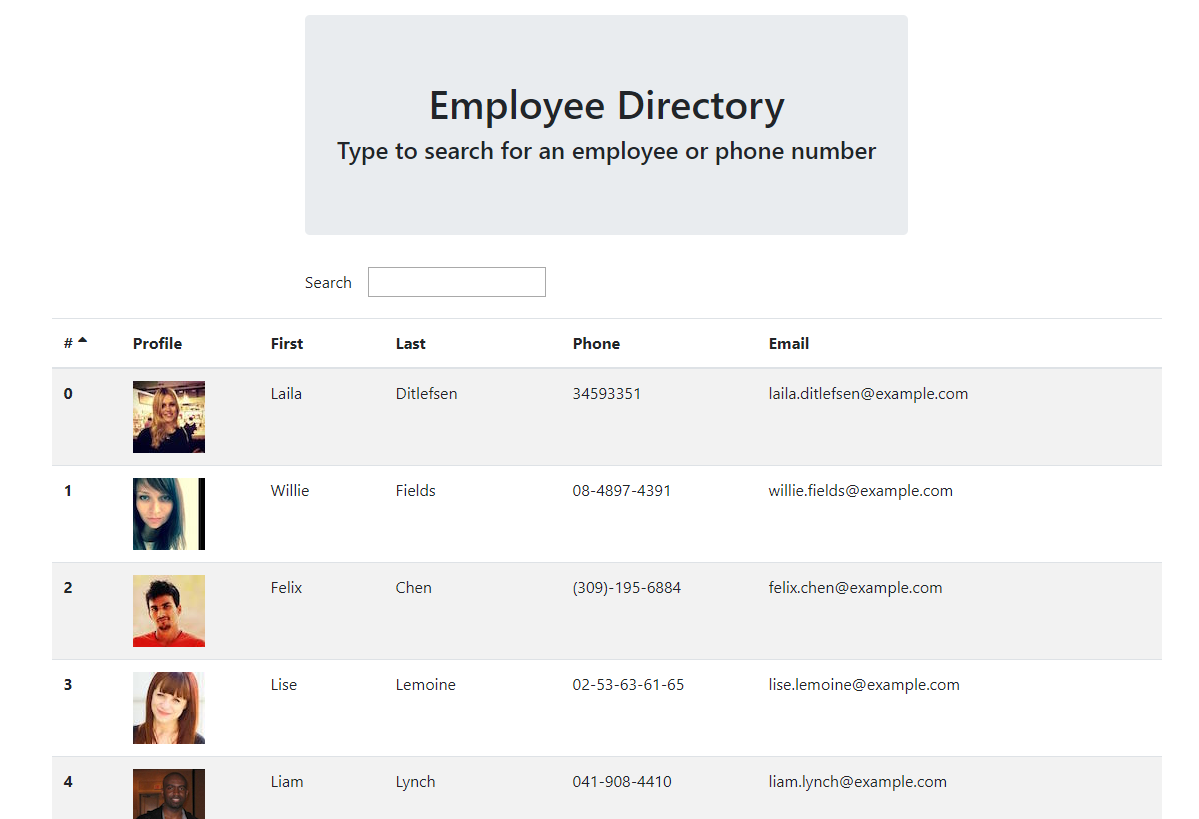 Employee Directory
Type to search for an employee or phone number
Search
# Profile First Last Phone Email
0 Laila Ditlefsen 34593351 laila.ditlefsen@example.com
1 Willie Fields 08-4897-4391 willie.fields@example.com
2 Felix Chen (309)-195-6884 felix.chen@example.com
3 Lise Lemoine 02-53-63-61-65 lise.lemoine@example.com
4 Liam Lynch 041-908-4410 liam.lynch@example.com